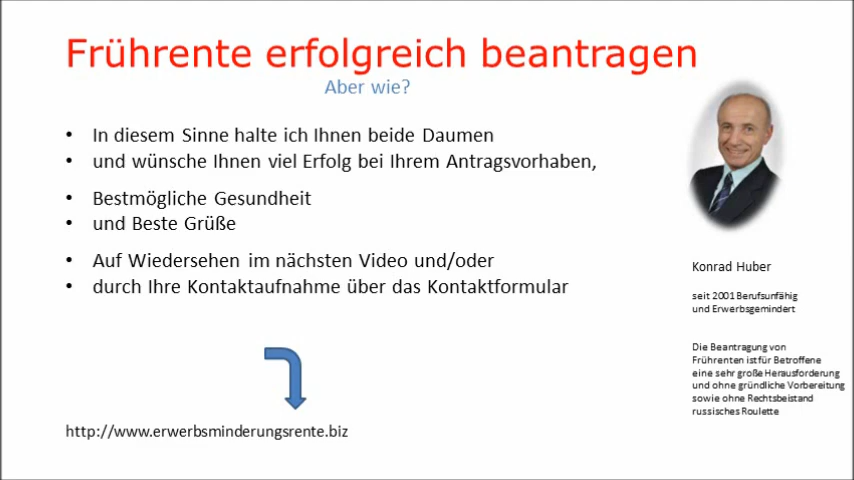 Frührente erfolgreich beantragen
Aber wie?
• In diesem Sinne halte ich Ihnen beide Daumen
• und wünsche Ihnen viel Erfolg bei Ihrem Antragsvorhaben,
• Bestmögliche Gesundheit
• und Beste Grüße
• Auf Wiedersehen im nächsten Video und/oder
• durch Ihre Kontaktaufnahme über das Kontaktformular
http://www.erwerbsminderungsrente.biz
Konrad Huber
seit 2001 Berufsunfähig
und Erwerbsgemindert
Die Beantragung von
Frührenten ist für Betroffene
eine sehr große Herausforderung
und ohne gründliche Vorbereitung
sowie ohne Rechtsbeistand
russisches Roulette